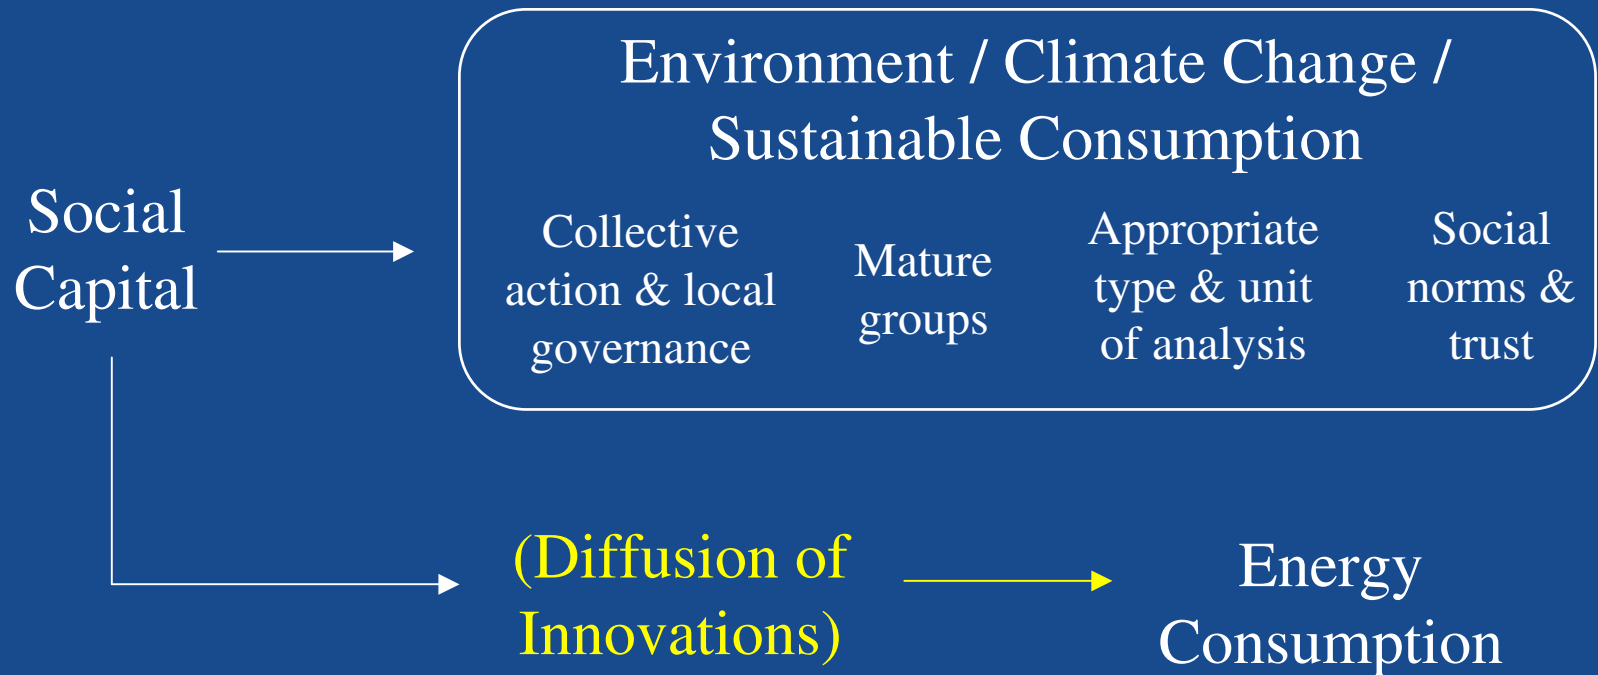 Environment / Climate Change /
Sustainable Consumption
Social
Capital
Collective
action & local
governance
Mature
groups
Appropriate
type & unit
of analysis
Social
norms &
trust
(Diffusion of
Innovations)
Energy
Consumption